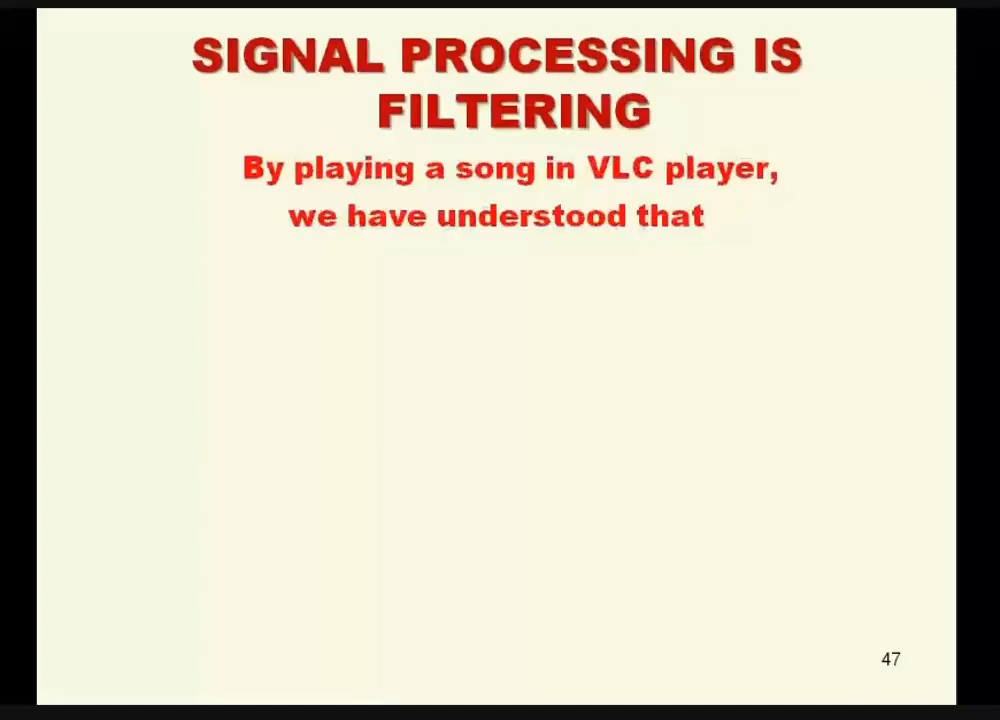 SIGNAL PROCESSING IS
FILTERING
By playing a song in VLC player,
we have understood that
47